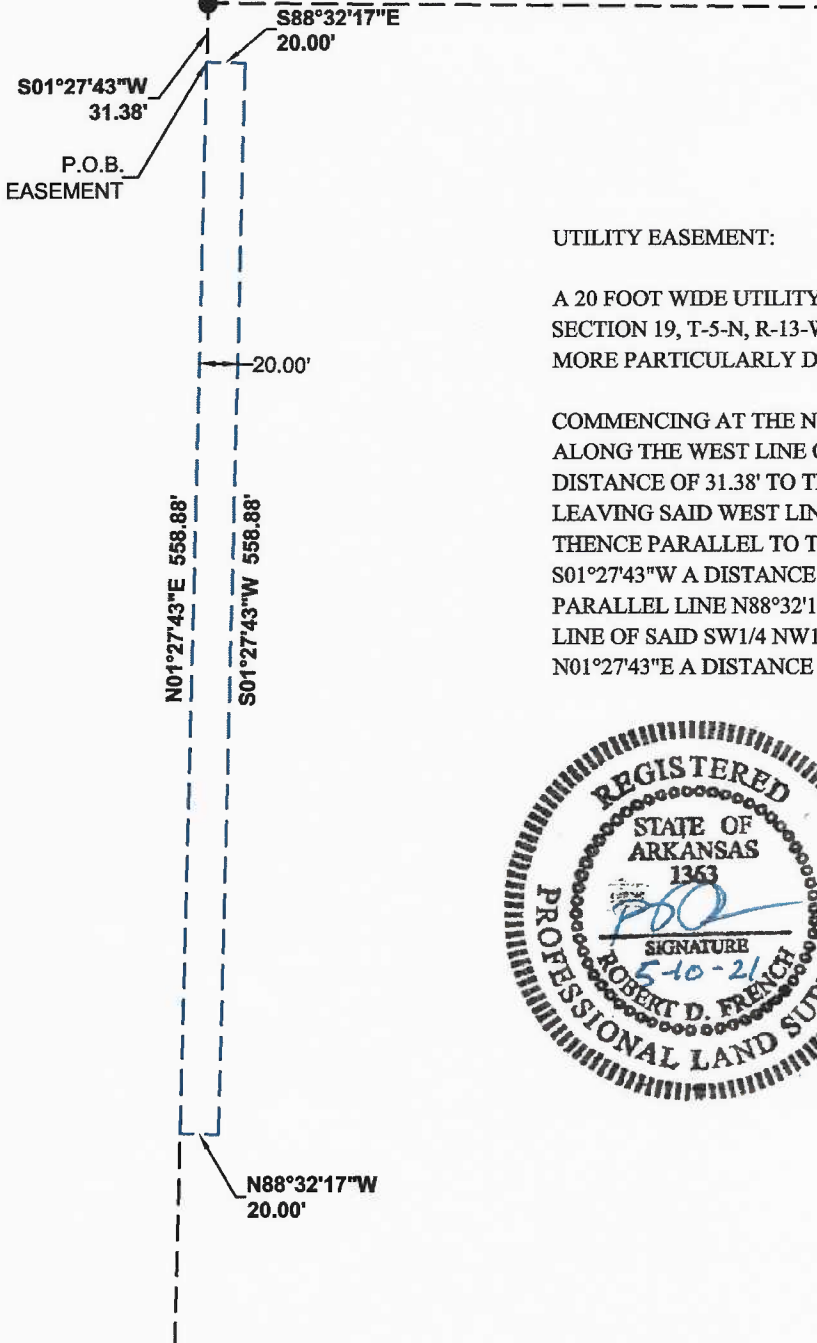 S88°32'17"E
20.00'
S01°27'43"W
31.38'
P.O.B.
EASEMENT
20.00'
N01°27'43"E 558.88'
S01°27'43"W 558.88'
N88°32'17"W
20.00'
UTILITY EASEMENT:
A 20 FOOT WIDE UTILITY
SECTION 19, T-5-N, R-13-W
MORE PARTICULARLY D
COMMENCING AT THE N
ALONG THE WEST LINE
DISTANCE OF 31.38' TO T
LEAVING SAID WEST LIN
THENCE PARALLEL TO T
S01°27'43"W A DISTANCE
PARALLEL LINE N88°32'1
LINE OF SAID SW1/4 NW1
N01°27'43"E A DISTANCE
REGISTERED
STATE OF
ARKANSAS
1363
SIGNATURE
5-10-21
ROBERT D. FRENCH
PROFESSIONAL LAND SU